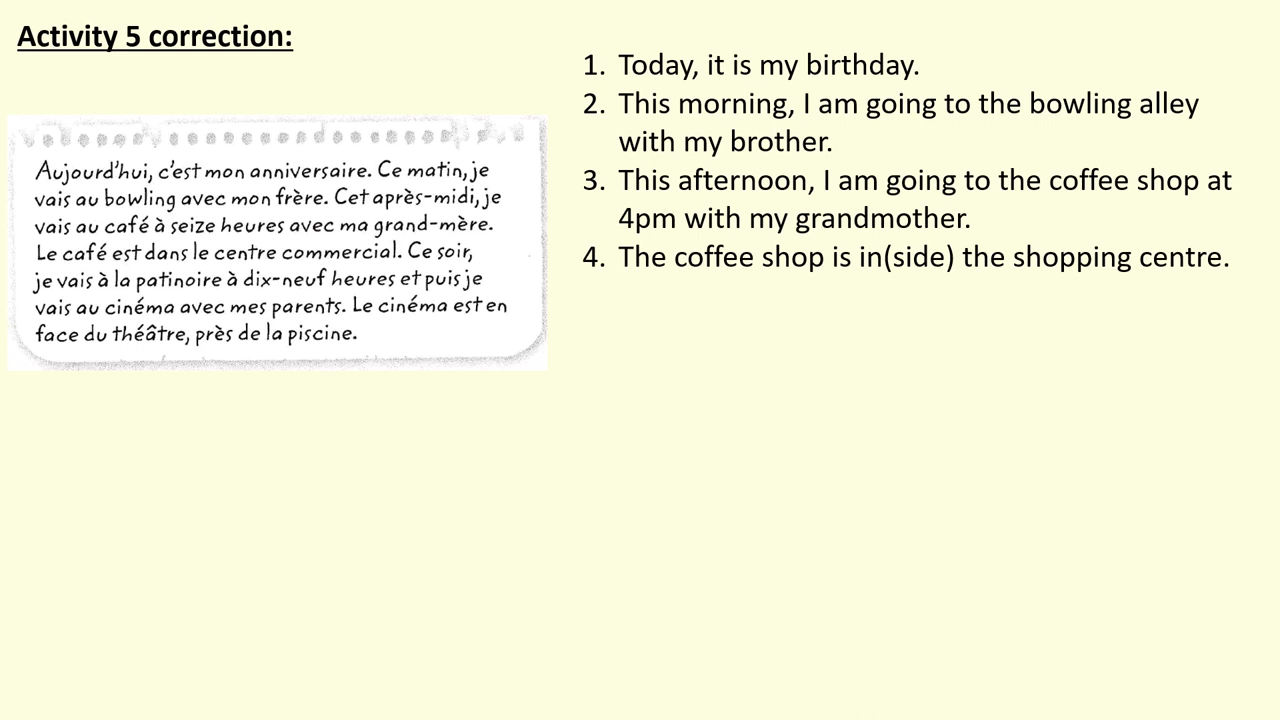 Activity 5 correction:
Aujourd'hui, c'est mon anniversaire. Ce matin, je
vais au bowling avec mon frère. Cet après-midi, je
vais au café à seize heures avec ma grand-mère.
Le café est dans le centre commercial. Ce soir,
je vais à la patinoire à dix-neuf heures et puis je
vais au cinéma avec mes parents. Le cinéma est en
face du théâtre, près de la piscine.
1. Today, it is my birthday.
2. This morning, I am going to the bowling alley
with my brother.
3. This afternoon, I am going to the coffee shop at
4pm with my grandmother.
4. The coffee shop is in(side) the shopping centre.